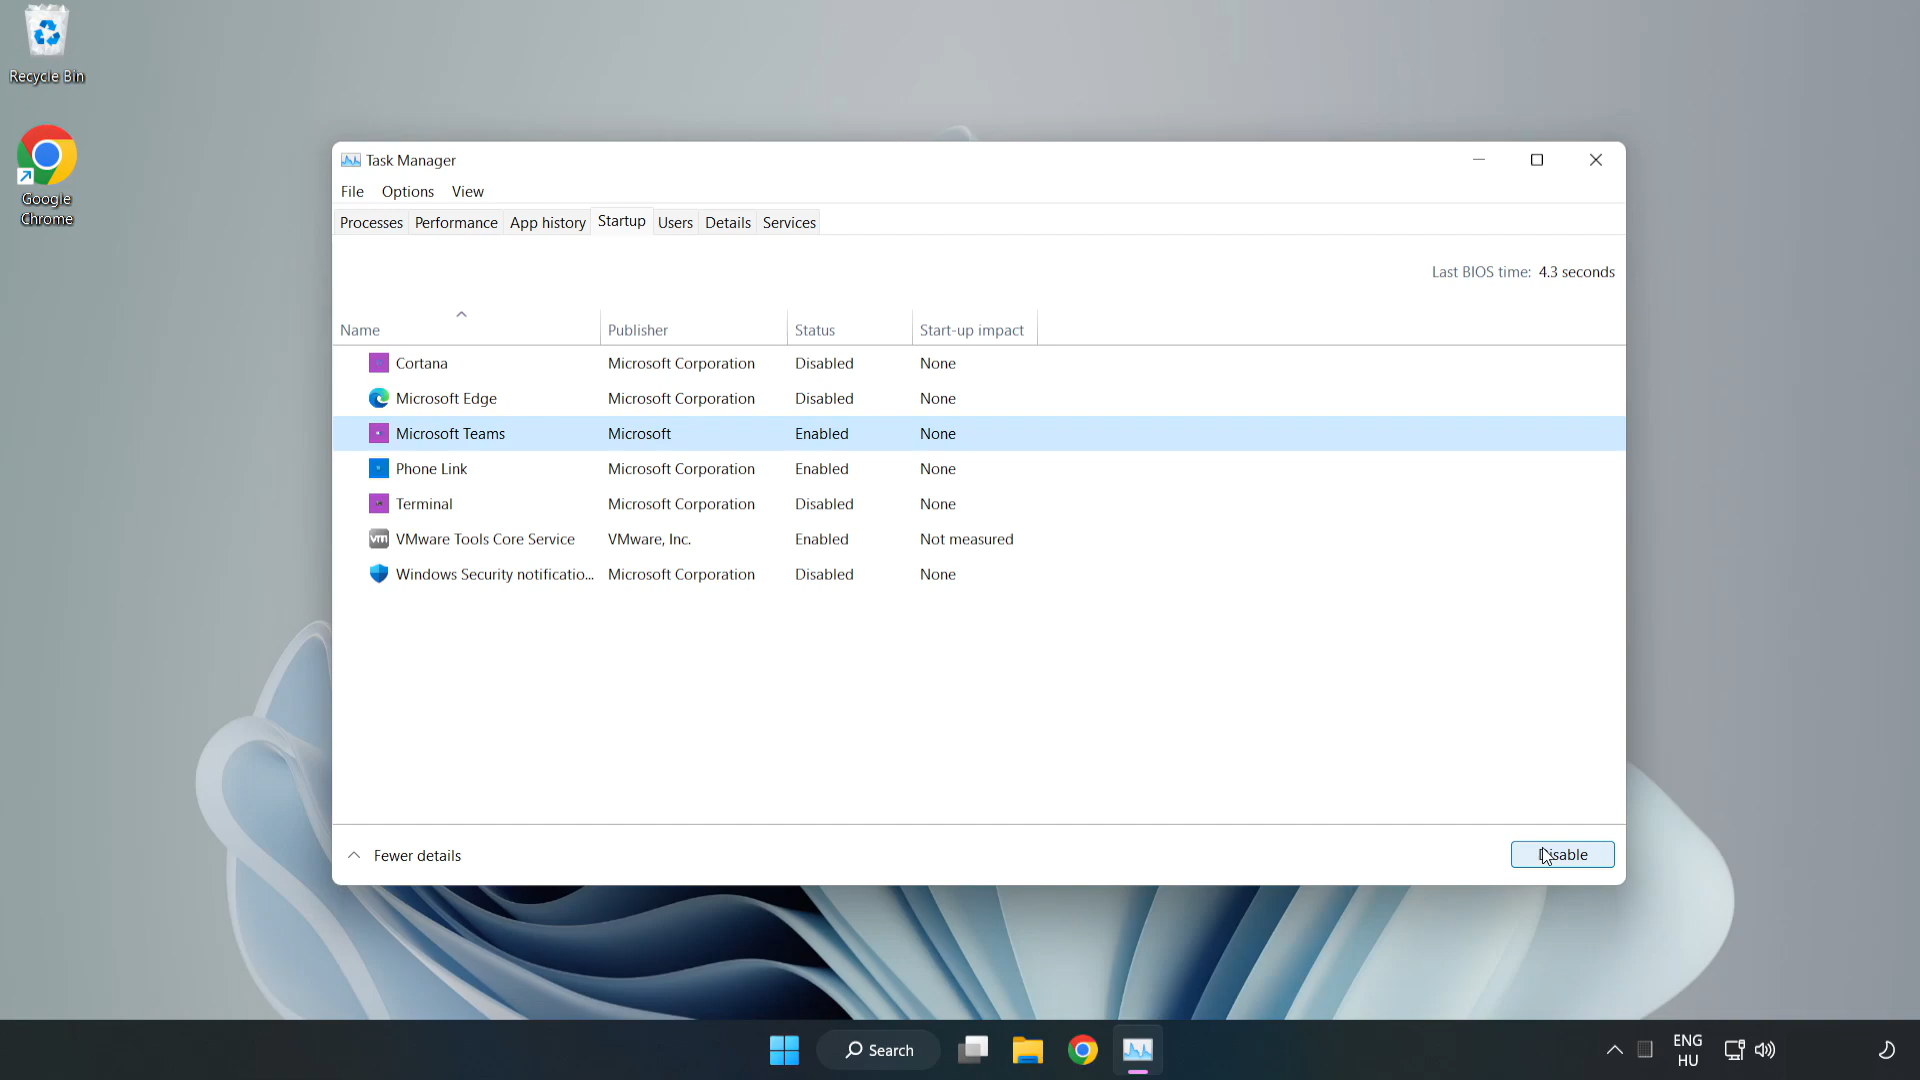 Recycle Bin
Google
Chrome
Task Manager
File Options View
Processes Performance App history Startup Users Details Services
Last BIOS time: 4.3 seconds
Name Publisher Status Start-up impact
Cortana Microsoft Corporation Disabled None
Microsoft Edge Microsoft Corporation Disabled None
Microsoft Teams Microsoft Enabled None
Phone Link Microsoft Corporation Enabled None
Terminal Microsoft Corporation Disabled None
vm VMware Tools Core Service VMware, Inc. Enabled Not measured
Windows Security notificatio... Microsoft Corporation Disabled None
Fewer details Disable
Search
ENG
HU